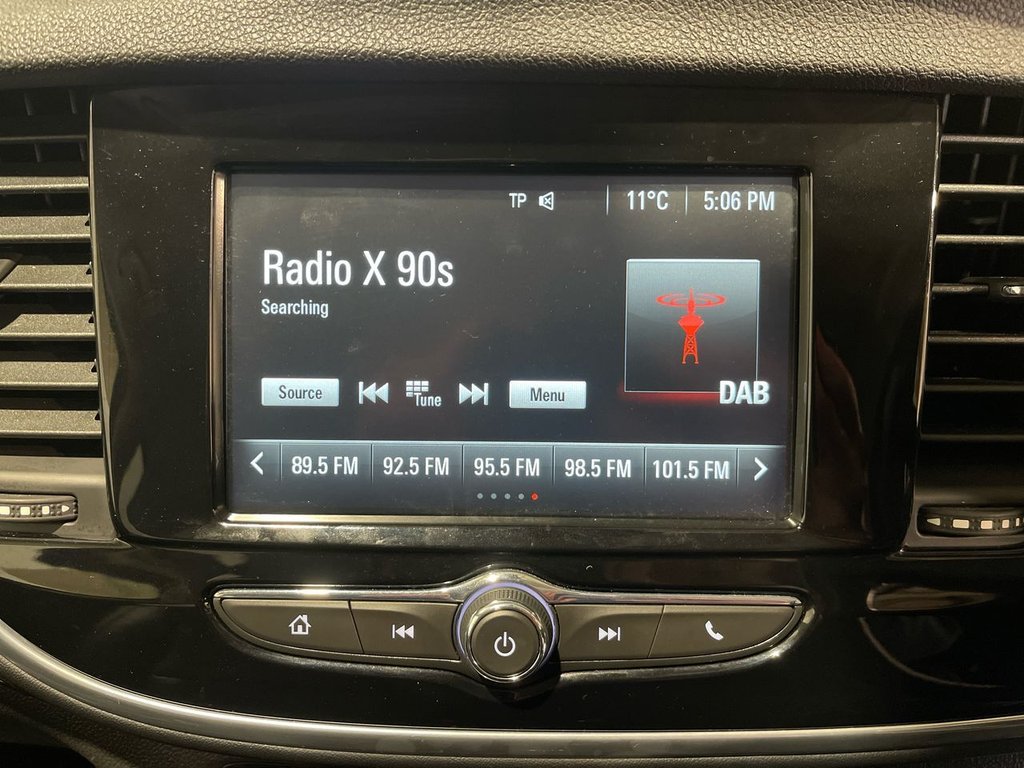 TP 11°C 5:06 PM
Radio X 90s
Searching
Source Tune Menu
DAB
89.5 FM 92.5 FM 95.5 FM 98.5 FM 101.5 FM